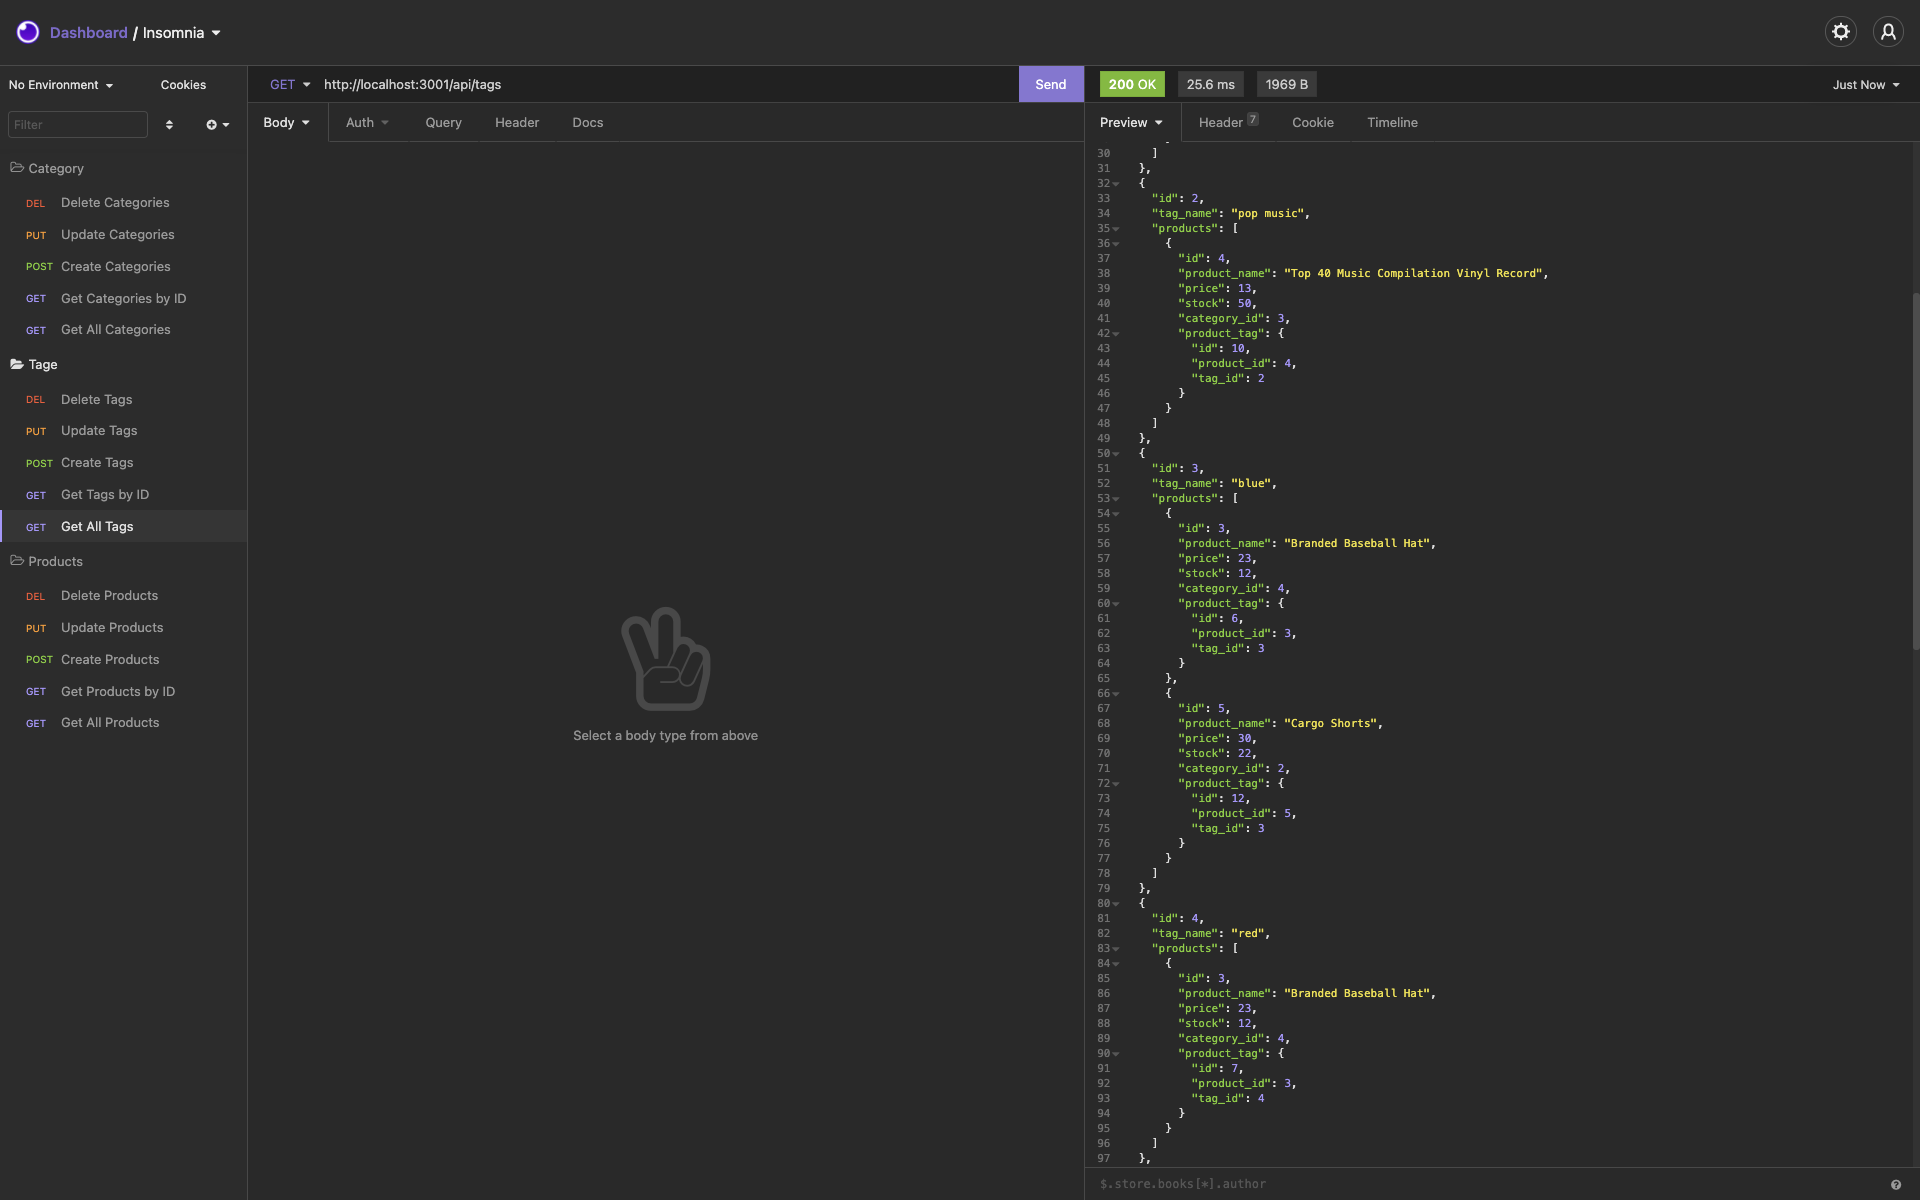 Dashboard / Insomnia
No Environment
Cookies
Filter
Category
DEL Delete Categories
PUT Update Categories
POST Create Categories
GET Get Categories by ID
GET Get All Categories
Tage
DEL Delete Tags
PUT Update Tags
POST Create Tags
GET Get Tags by ID
GET Get All Tags
Products
DEL Delete Products
PUT Update Products
POST Create Products
GET Get Products by ID
GET Get All Products
GET http://localhost:3001/api/tags Send
Body Auth Query Header Docs
Select a body type from above
200 OK 25.6 ms 1969 B Just Now
Preview Header 7 Cookie Timeline
30 ]
31 },
32 {
33 "id": 2,
34 "tag_name": "pop music",
35 "products": [
36 {
37 "id": 4,
38 "product_name": "Top 40 Music Compilation Vinyl Record",
39 "price": 13,
40 "stock": 50,
41 "category_id": 3,
42 "product_tag": {
43 "id": 10,
44 "product_id": 4,
45 "tag_id": 2
46 }
47 }
48 ]
49 },
50 {
51 "id": 3,
52 "tag_name": "blue",
53 "products": [
54 {
55 "id": 3,
56 "product_name": "Branded Baseball Hat",
57 "price": 23,
58 "stock": 12,
59 "category_id": 4,
60 "product_tag": {
61 "id": 6,
62 "product_id": 3,
63 "tag_id": 3
64 }
65 },
66 {
67 "id": 5,
68 "product_name": "Cargo Shorts",
69 "price": 30,
70 "stock": 22,
71 "category_id": 2,
72 "product_tag": {
73 "id": 12,
74 "product_id": 5,
75 "tag_id": 3
76 }
77 }
78 ]
79 },
80 {
81 "id": 4,
82 "tag_name": "red",
83 "products": [
84 {
85 "id": 3,
86 "product_name": "Branded Baseball Hat",
87 "price": 23,
88 "stock": 12,
89 "category_id": 4,
90 "product_tag": {
91 "id": 7,
92 "product_id": 3,
93 "tag_id": 4
94 }
95 }
96 ]
97 },
$.store.books[*].author